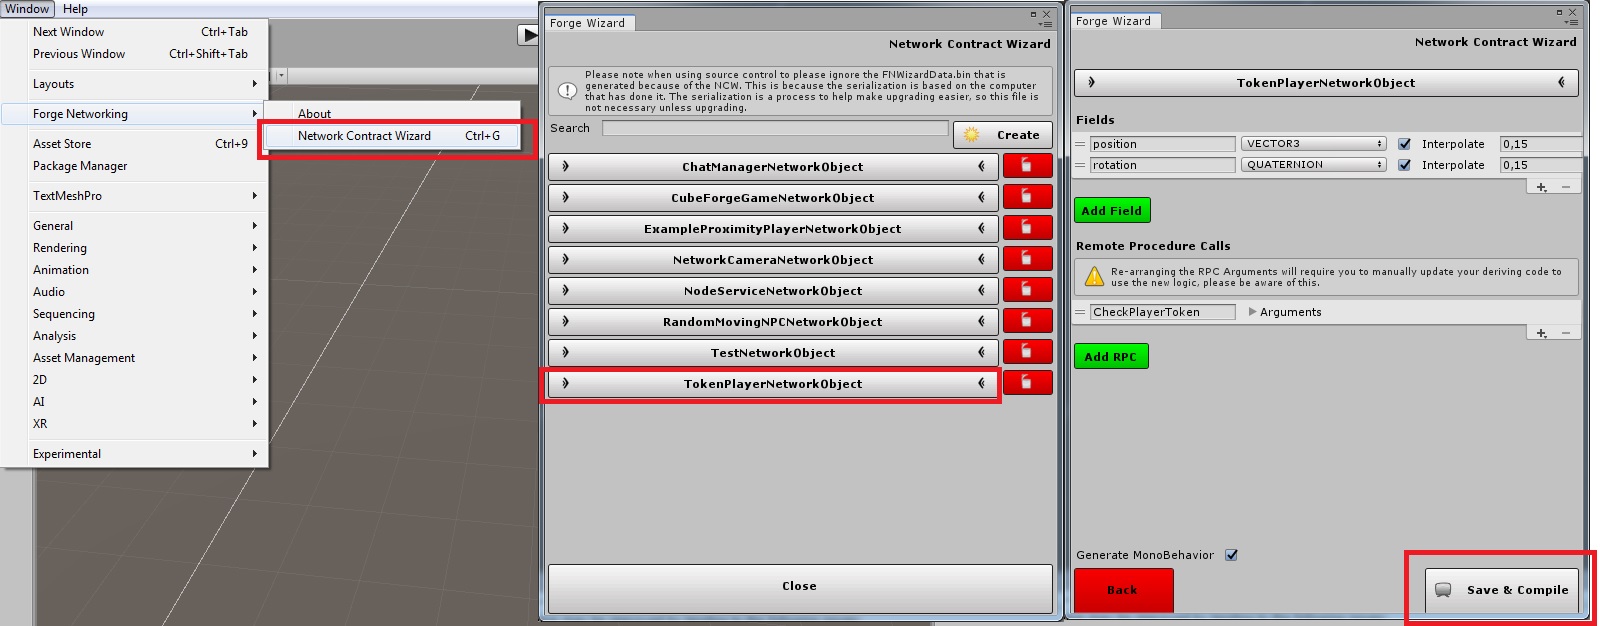 Window Help
Next Window Ctrl+Tab
Previous Window Ctrl+Shift+Tab
Layouts
Forge Networking
Asset Store Ctrl+9
Package Manager
TextMeshPro
General
Rendering
Animation
Audio
Sequencing
Analysis
Asset Management
2D
AI
XR
Experimental
About
Network Contract Wizard Ctrl+G
Forge Wizard
Network Contract Wizard
Please note when using source control to please ignore the FNWizardData.bin that is
generated because of the NCW. This is because the serialization is based on the computer
that has done it. The serialization is a process to help make upgrading easier, so this file is
not necessary unless upgrading.
Search
Create
ChatManagerNetworkObject
CubeForgeGameNetworkObject
ExampleProximityPlayerNetworkObject
NetworkCameraNetworkObject
NodeServiceNetworkObject
RandomMovingNPCNetworkObject
TestNetworkObject
TokenPlayerNetworkObject
Close
Forge Wizard
Network Contract Wizard
TokenPlayerNetworkObject
Fields
position VECTOR3 Interpolate 0,15
rotation QUATERNION Interpolate 0,15
Add Field
Remote Procedure Calls
Re-arranging the RPC Arguments will require you to manually update your deriving code to
use the new logic, please be aware of this.
CheckPlayerToken Arguments
Add RPC
Generate MonoBehavior
Back
Save & Compile